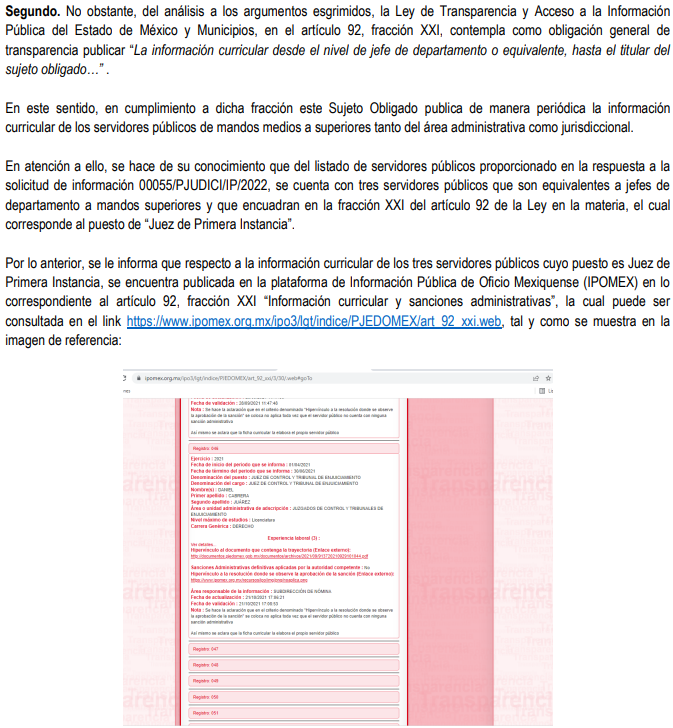 Segundo. No obstante, del análisis a los argumentos esgrimidos, la Ley de Transparencia y Acceso a la Información
Pública del Estado de México y Municipios, en el artículo 92, fracción XXI, contempla como obligación general de
transparencia publicar “La información curricular desde el nivel de jefe de departamento o equivalente, hasta el titular del
sujeto obligado…” .
En este sentido, en cumplimiento a dicha fracción este Sujeto Obligado publica de manera periódica la información
curricular de los servidores públicos de mandos medios a superiores tanto del área administrativa como jurisdiccional.
En atención a ello, se hace de su conocimiento que del listado de servidores públicos proporcionado en la respuesta a la
solicitud de información 00055/PJUDICI/IP/2022, se cuenta con tres servidores públicos que son equivalentes a jefes de
departamento a mandos superiores y que encuadran en la fracción XXI del artículo 92 de la Ley en la materia, el cual
corresponde al puesto de “Juez de Primera Instancia”.
Por lo anterior, se le informa que respecto a la información curricular de los tres servidores públicos cuyo puesto es Juez de
Primera Instancia, se encuentra publicada en la plataforma de Información Pública de Oficio Mexiquense (IPOMEX) en lo
correspondiente al artículo 92, fracción XXI “Información curricular y sanciones administrativas”, la cual puede ser
consultada en el link https://www.ipomex.org.mx/ipo3/lgt/indice/PJEDOMEX/art_92_xxi.web, tal y como se muestra en la
imagen de referencia:
ipomex.org.mx/ipo3/lgt/indice/PJEDOMEX/art_92_xxi/3/30/.web#goTo
Fecha de validación : 28/09/2021 11:47:46
Nota : Se hace la aclaración que en el criterio denominado "Hipervínculo a la resolución donde se observe
la aprobación de la sanción" se coloca no aplica toda vez que el servidor público no cuenta con ninguna
sanción administrativa
Así mismo se aclara que la ficha curricular la elabora el propio servidor público
Registro 046
Ejercicio : 2021
Fecha de inicio del periodo que se informa : 01/04/2021
Fecha de término del periodo que se informa : 30/06/2021
Denominación del puesto : JUEZ DE CONTROL Y TRIBUNAL DE ENJUICIAMIENTO
Denominación del cargo : JUEZ DE CONTROL Y TRIBUNAL DE ENJUICIAMIENTO
Nombre(s) : DANIEL
Primer apellido : CABRERA
Segundo apellido : JUÁREZ
Área o unidad administrativa de adscripción : JUZGADOS DE CONTROL Y TRIBUNALES DE
ENJUICIAMIENTO
Nivel máximo de estudios : Licenciatura
Carrera Genérica : DERECHO
Experiencia laboral (3) :
Ver detalles...
Hipervínculo al documento que contenga la trayectoria (Enlace externo):
Sanciones Administrativas definitivas aplicadas por la autoridad competente : No
Hipervínculo a la resolución donde se observe la aprobación de la sanción (Enlace externo):
Área responsable de la información : SUBDIRECCIÓN DE NÓMINA
Fecha de actualización : 21/10/2021 17:05:21
Fecha de validación : 21/10/2021 17:05:53
Nota : Se hace la aclaración que en el criterio denominado "Hipervínculo a la resolución donde se observe
la aprobación de la sanción" se coloca no aplica toda vez que el servidor público no cuenta con ninguna
sanción administrativa
Así mismo se aclara que la ficha curricular la elabora el propio servidor público
Registro 047
Registro 048
Registro 049
Registro 050
Registro 051